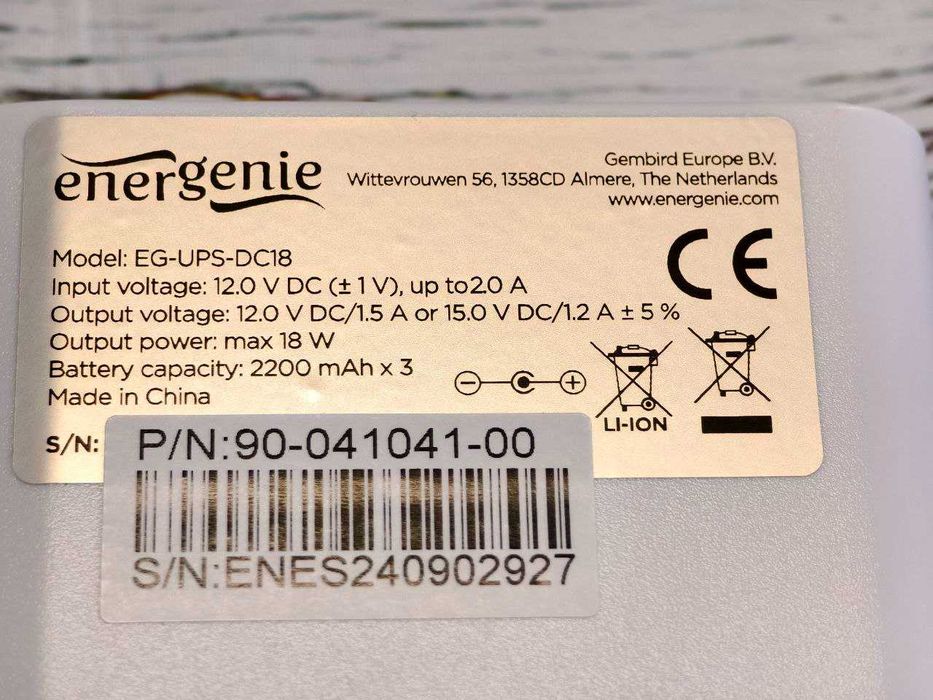 energenie
Gembird Europe B.V.
Wittevrouwen 56, 1358CD Almere, The Netherlands
www.energenie.com
Model: EG-UPS-DC18
Input voltage: 12.0 V DC (± 1 V), up to 2.0 A
Output voltage: 12.0 V DC/1.5 A or 15.0 V DC/1.2 A ± 5 %
Output power: max 18 W
Battery capacity: 2200 mAh x 3
Made in China
CE
LI-ION
S/N:
P/N:90-041041-00
S/N:ENES240902927